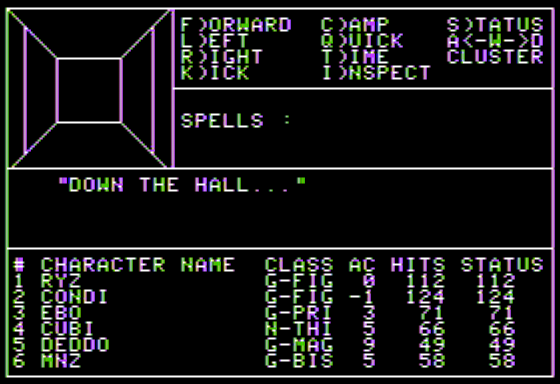 F)ORWARD C)AMP S)TATUS
L)EFT Q)UICK A<-W->D
R)IGHT T)IME CLUSTER
K)ICK I)NSPECT
SPELLS :
"DOWN THE HALL..."
# CHARACTER NAME CLASS AC HITS STATUS
1 RYZ G-FIG 0 112 112
2 CONDI G-FIG -1 124 124
3 EBO G-PRI 3 71 71
4 CUBI N-THI 5 66 66
5 DEDDO G-MAG 9 49 49
6 MNZ G-BIS 5 58 58